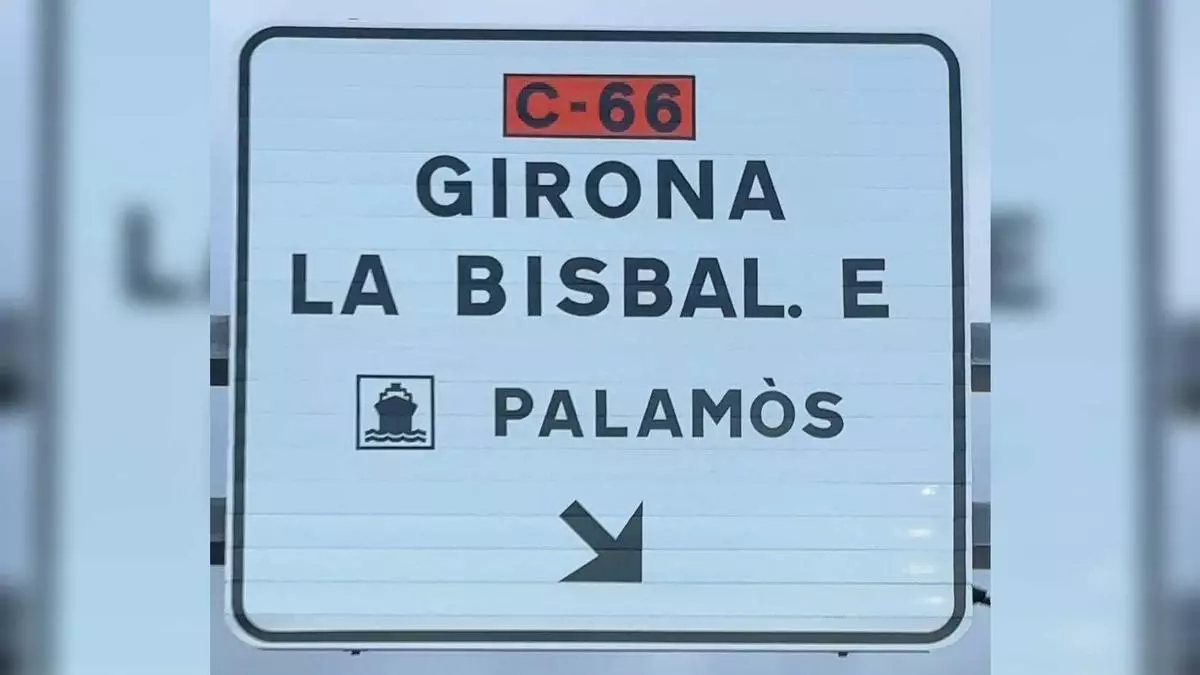 C-66
GIRONA
LA BISBAL. E
PALAMÒS